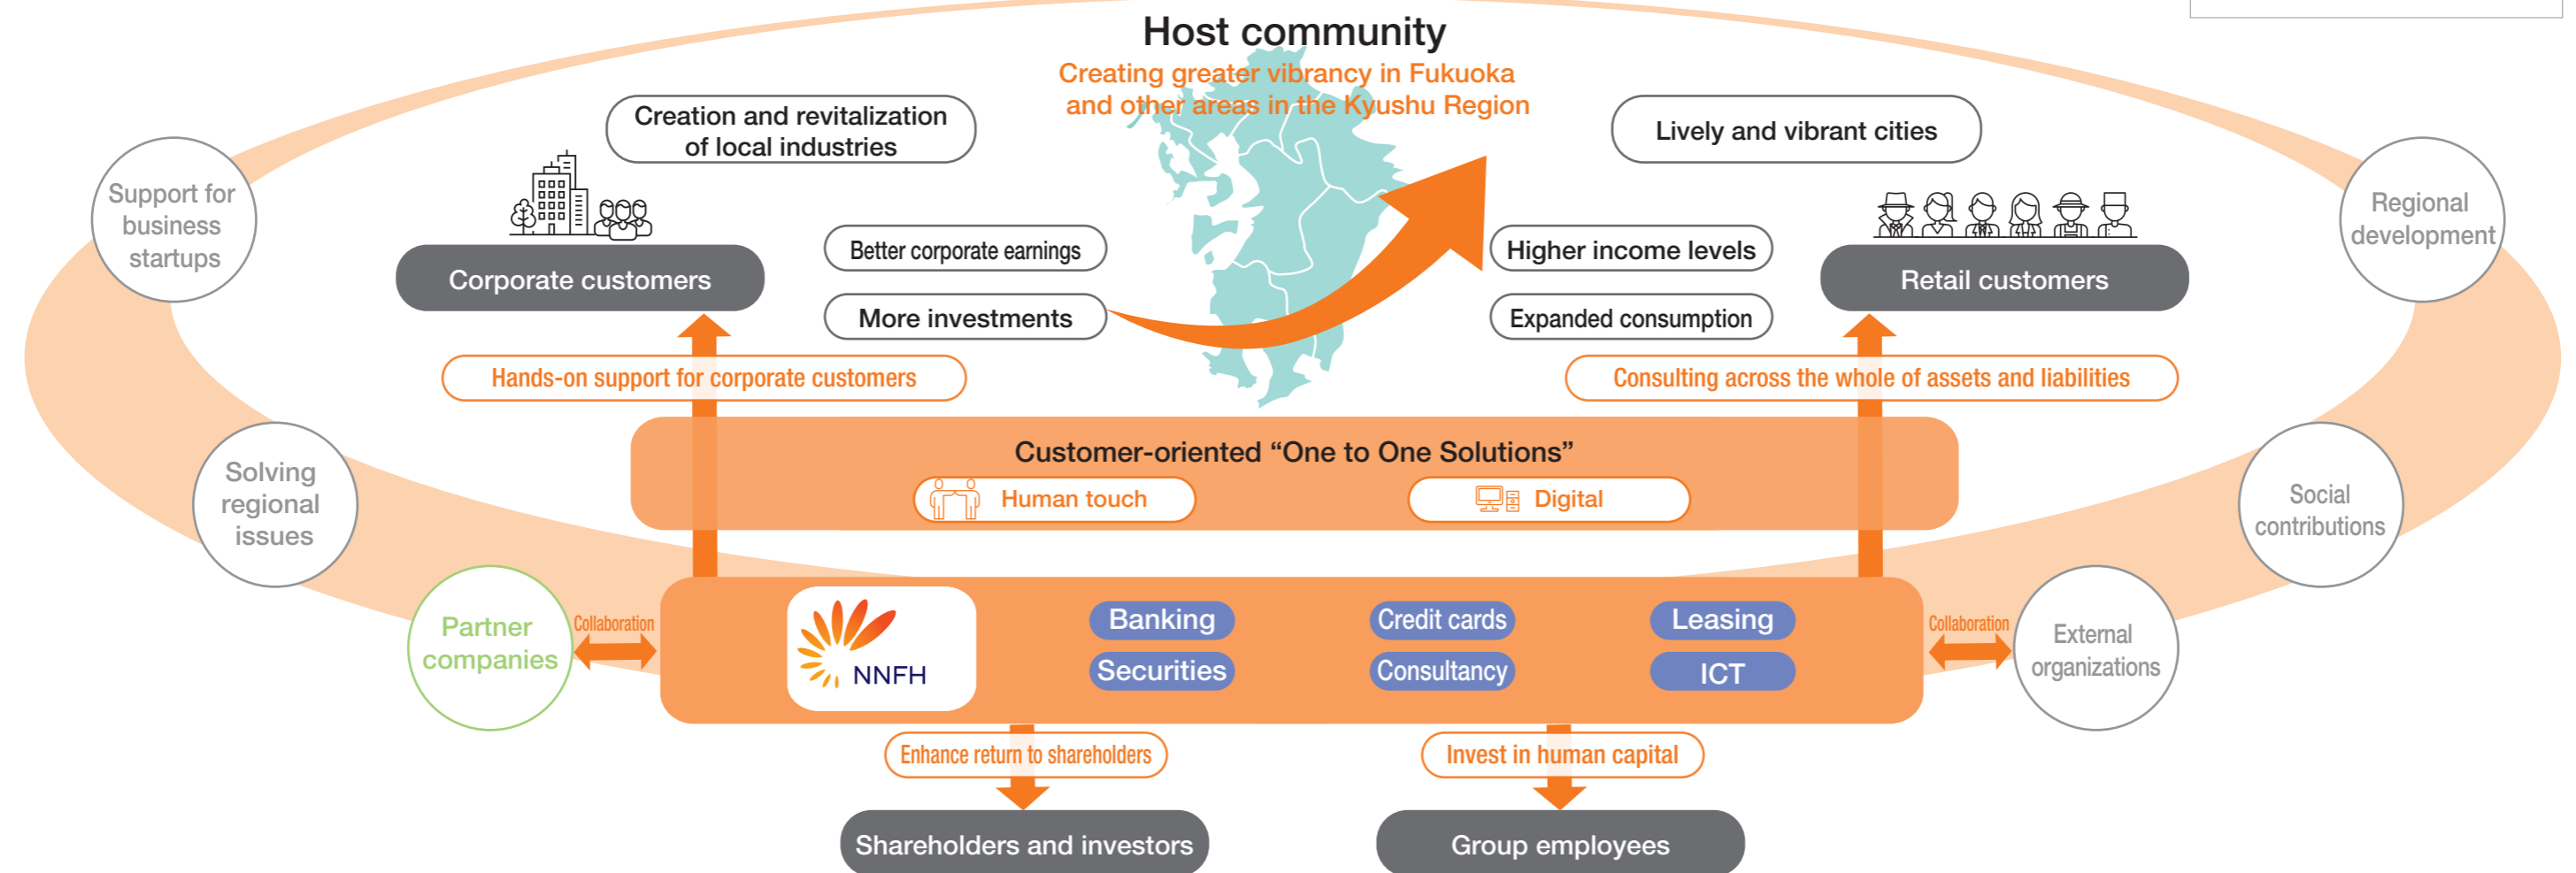 Host community
Creating greater vibrancy in Fukuoka
and other areas in the Kyushu Region
Creation and revitalization
of local industries
Lively and vibrant cities
Support for
business
startups
Regional
development
Corporate customers
Better corporate earnings
More investments
Higher income levels
Expanded consumption
Retail customers
Hands-on support for corporate customers
Consulting across the whole of assets and liabilities
Customer-oriented “One to One Solutions”
Human touch
Digital
Solving
regional
issues
Social
contributions
Partner
companies
Collaboration
NNFH
Banking
Credit cards
Leasing
Securities
Consultancy
ICT
Collaboration
External
organizations
Enhance return to shareholders
Invest in human capital
Shareholders and investors
Group employees